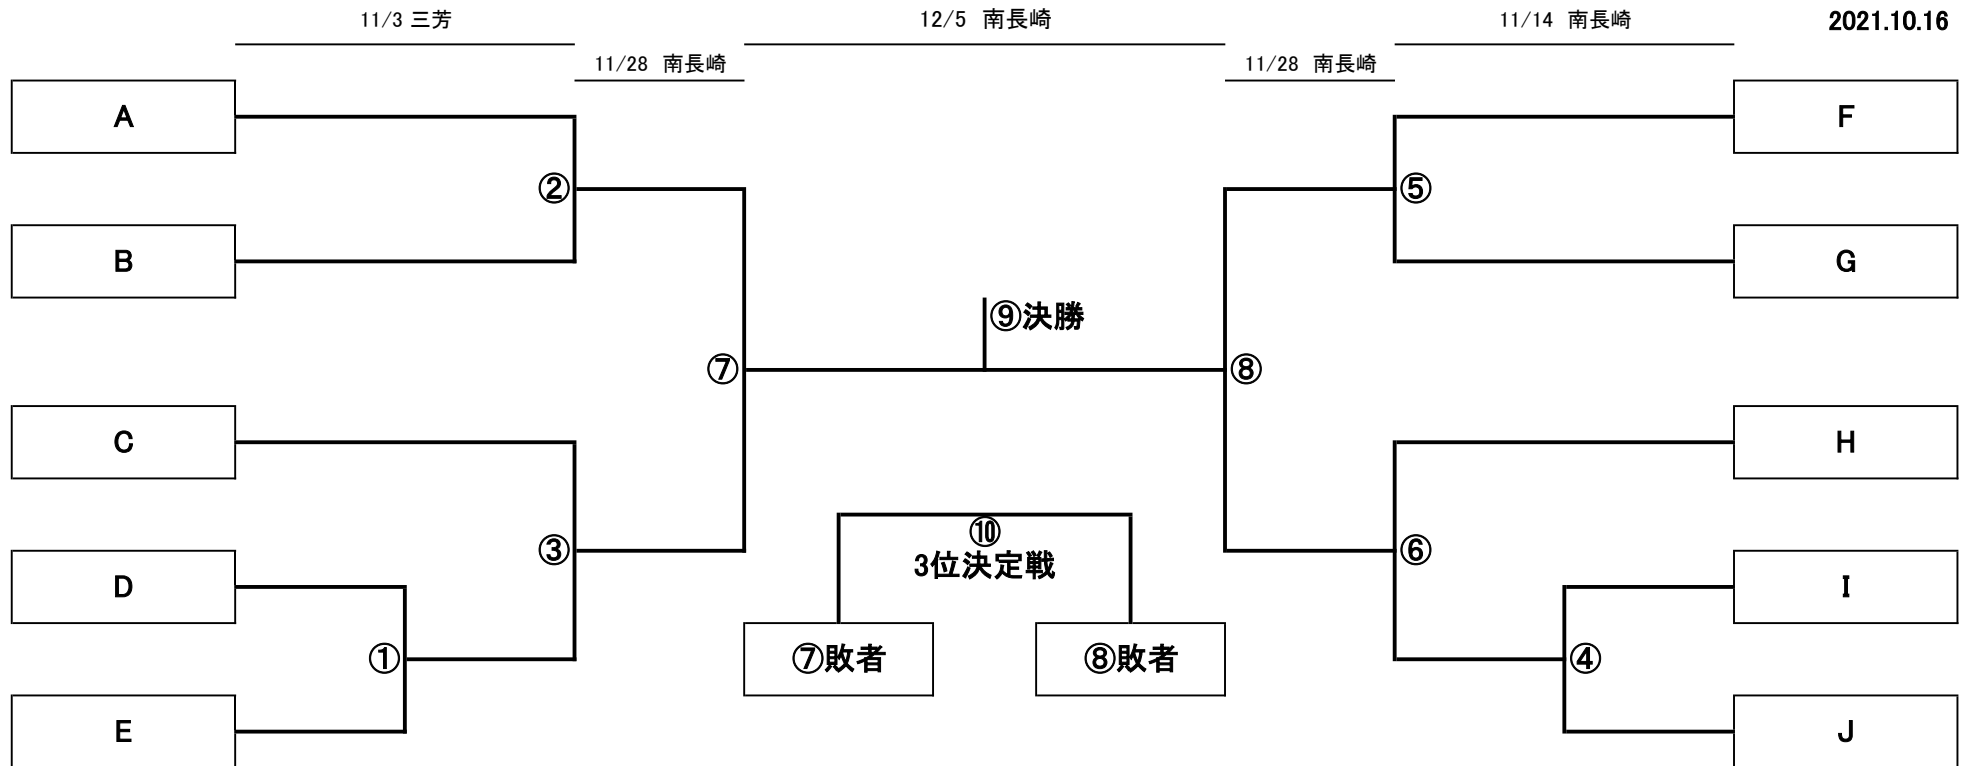 11/3 三芳
12/5 南長崎
11/14 南長崎
2021.10.16
11/28 南長崎
11/28 南長崎
A
F
②
⑤
B
G
⑨決勝
⑦
⑧
C
H
⑩
3位決定戦
③
⑥
D
I
①
⑦敗者
⑧敗者
④
E
J